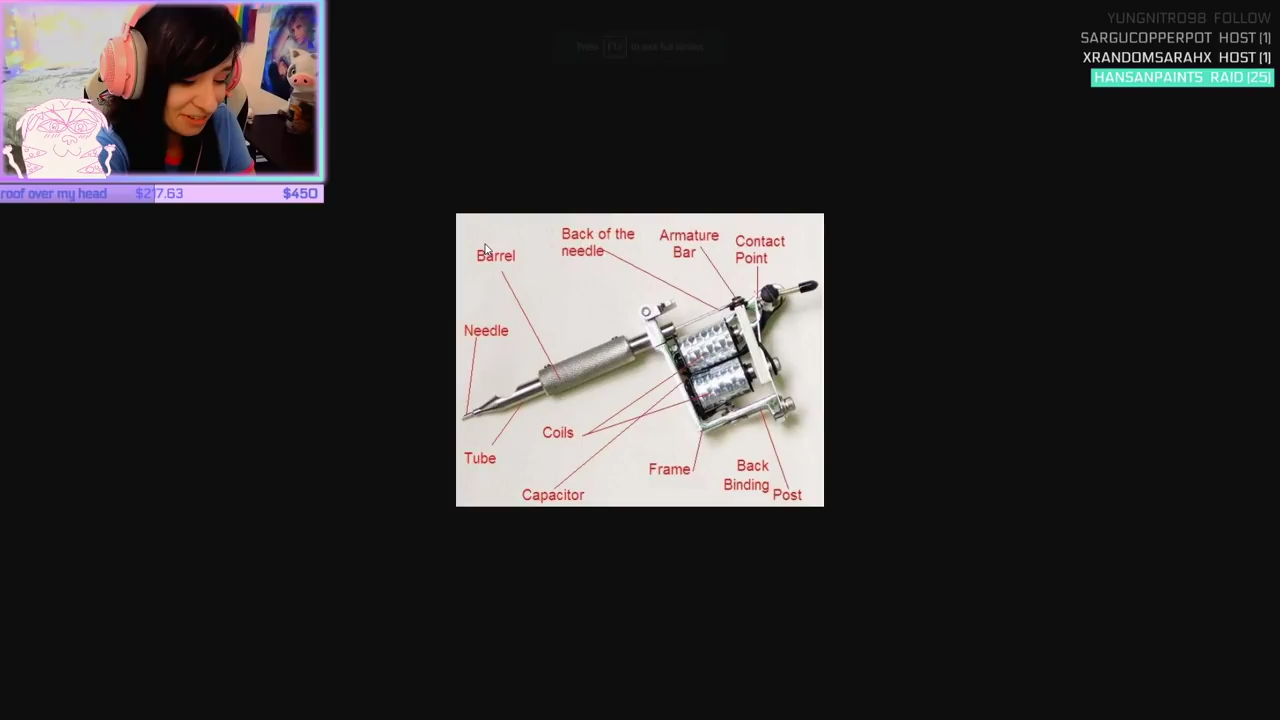 YUNGNITRO98 FOLLOW
SARGUCOPPERPOT HOST [1]
XRANDOMSARAHX HOST [1]
HANSANPAINTS RAID [25]
roof over my head $217.63 $450
Back of the
needle
Armature
Bar
Contact
Point
Barrel
Needle
Coils
Tube
Frame
Back
Binding
Post
Capacitor